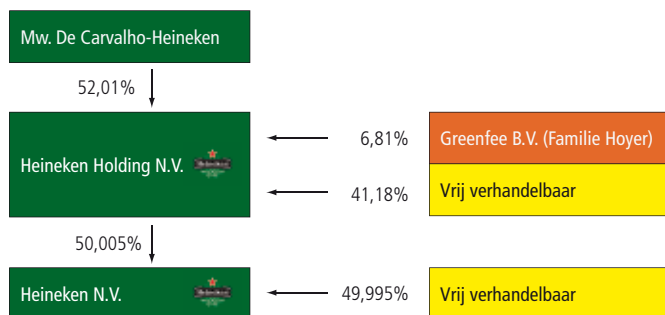 Mw. De Carvalho-Heineken
52,01%
6,81%
Greenfee B.V. (Familie Hoyer)
Heineken Holding N.V.
41,18%
Vrij verhandelbaar
50,005%
Heineken N.V.
49,995%
Vrij verhandelbaar